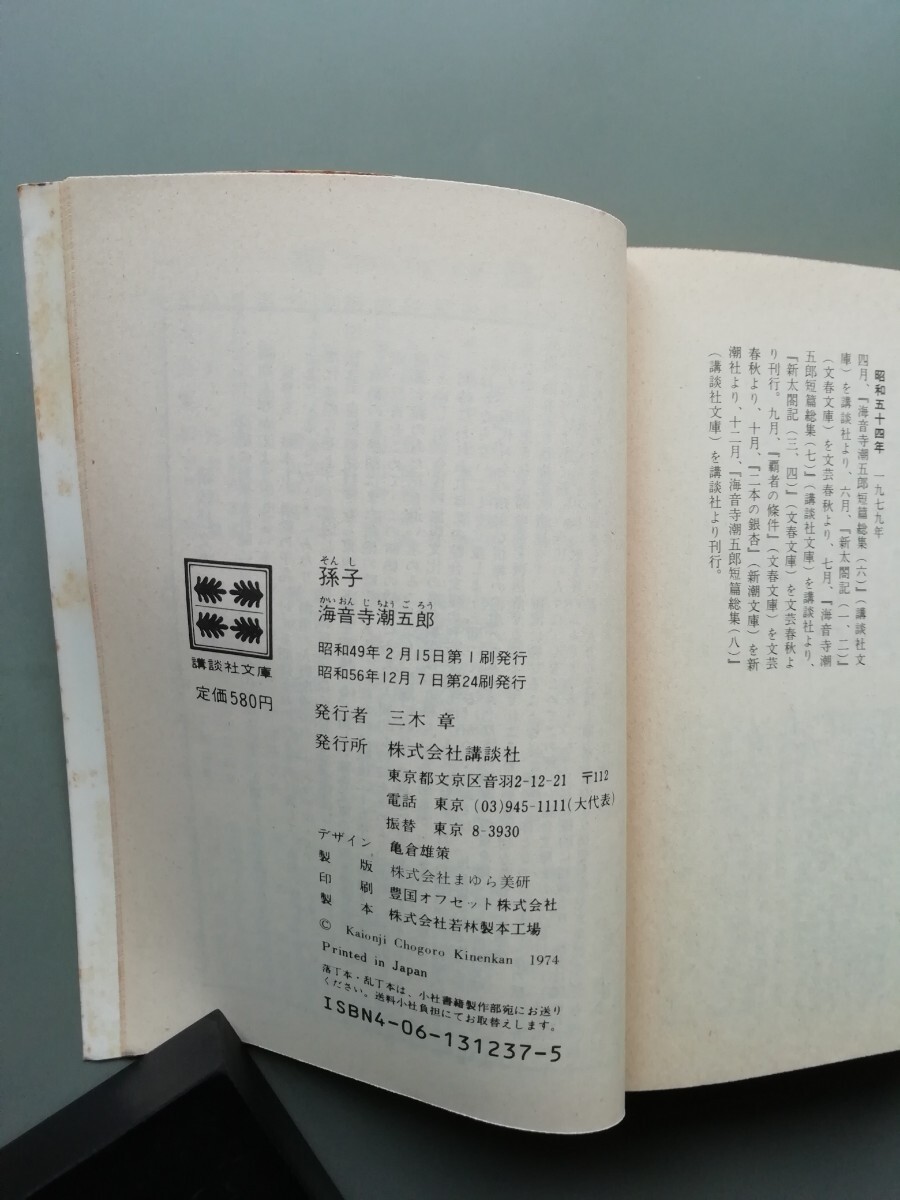 昭和五十四年 一九七九年
四月、『海音寺潮五郎短篇総集(六)』(講談社文
庫)を講談社より、六月、『新太閤記(一、二)』
(文春文庫)を文芸春秋より、七月、『海音寺潮
五郎短篇総集(七)』(講談社文庫)を講談社より、
『新太閤記(三、四)』(文春文庫)を文芸春秋よ
り刊行。九月、『覇者の條件』(文春文庫)を文芸
春秋より、十月、『二本の銀杏』(新潮文庫)を新
潮社より、十二月、『海音寺潮五郎短篇総集(八)』
(講談社文庫)を講談社より刊行。
講談社文庫
定価580円
そんし
孫子
かいおんじちょうごろう
海音寺潮五郎
昭和49年2月15日第1刷発行
昭和56年12月7日第24刷発行
発行者 三木 章
発行所 株式会社講談社
東京都文京区音羽2-12-21 〒112
電話 東京 (03)945-1111(大代表)
振替 東京 8-3930
デザイン 亀倉雄策
製版 株式会社まゆら美研
印刷 豊国オフセット株式会社
製本 株式会社若林製本工場
© Kaionji Chogoro Kinenkan 1974
Printed in Japan
落丁本・乱丁本は、小社書籍製作部宛にお送り
ください。送料小社負担にてお取替えします。
ISBN4-06-131237-5